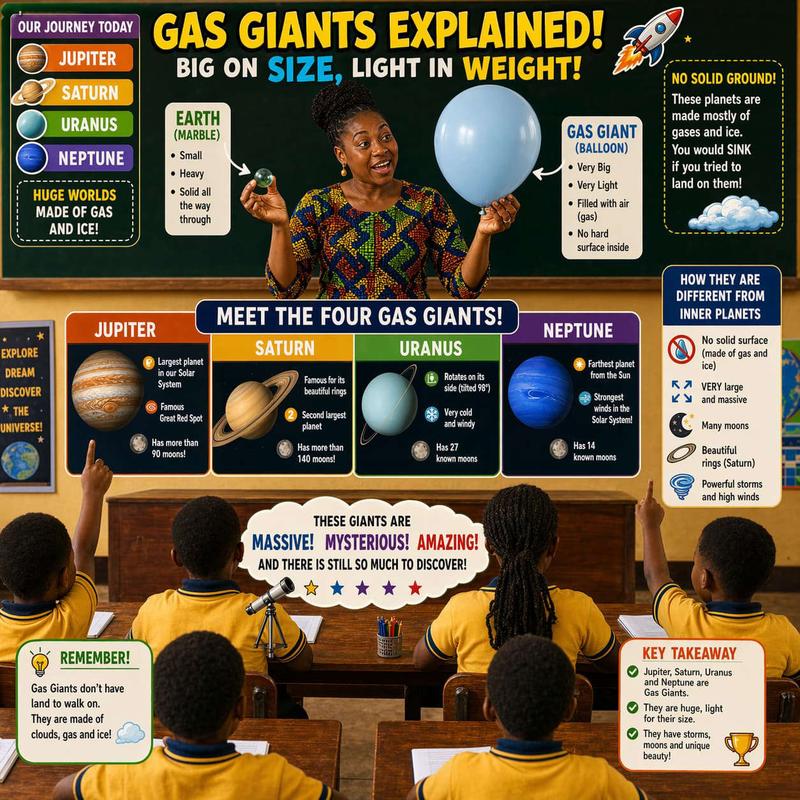 OUR JOURNEY TODAY
JUPITER
SATURN
URANUS
NEPTUNE
HUGE WORLDS
MADE OF GAS
AND ICE!
GAS GIANTS EXPLAINED!
BIG ON SIZE, LIGHT IN WEIGHT!
EARTH
(MARBLE)
• Small
• Heavy
• Solid all
the way
through
GAS GIANT
(BALLOON)
• Very Big
• Very Light
• Filled with air
(gas)
• No hard
surface inside
NO SOLID GROUND!
These planets are
made mostly of
gases and ice.
You would SINK
if you tried to
land on them!
EXPLORE
DREAM
DISCOVER
THE
UNIVERSE!
MEET THE FOUR GAS GIANTS!
JUPITER
Largest planet
in our Solar
System
Famous
Great Red Spot
Has more than
90 moons!
SATURN
Famous for its
beautiful rings
2
Second largest
planet
Has more than
140 moons!
URANUS
Rotates on its
side (tilted 98°)
Very cold
and windy
Has 27
known moons
NEPTUNE
Farthest planet
from the Sun
Strongest
winds in the
Solar System!
Has 14
known moons
HOW THEY ARE
DIFFERENT FROM
INNER PLANETS
No solid surface
(made of gas and
ice)
VERY large
and massive
Many moons
Beautiful
rings (Saturn)
Powerful storms
and high winds
THESE GIANTS ARE
MASSIVE! MYSTERIOUS! AMAZING!
AND THERE IS STILL SO MUCH TO DISCOVER!
REMEMBER!
Gas Giants don't have
land to walk on.
They are made of
clouds, gas and ice!
KEY TAKEAWAY
Jupiter, Saturn, Uranus
and Neptune are
Gas Giants.
They are huge, light
for their size.
They have storms,
moons and unique
beauty!